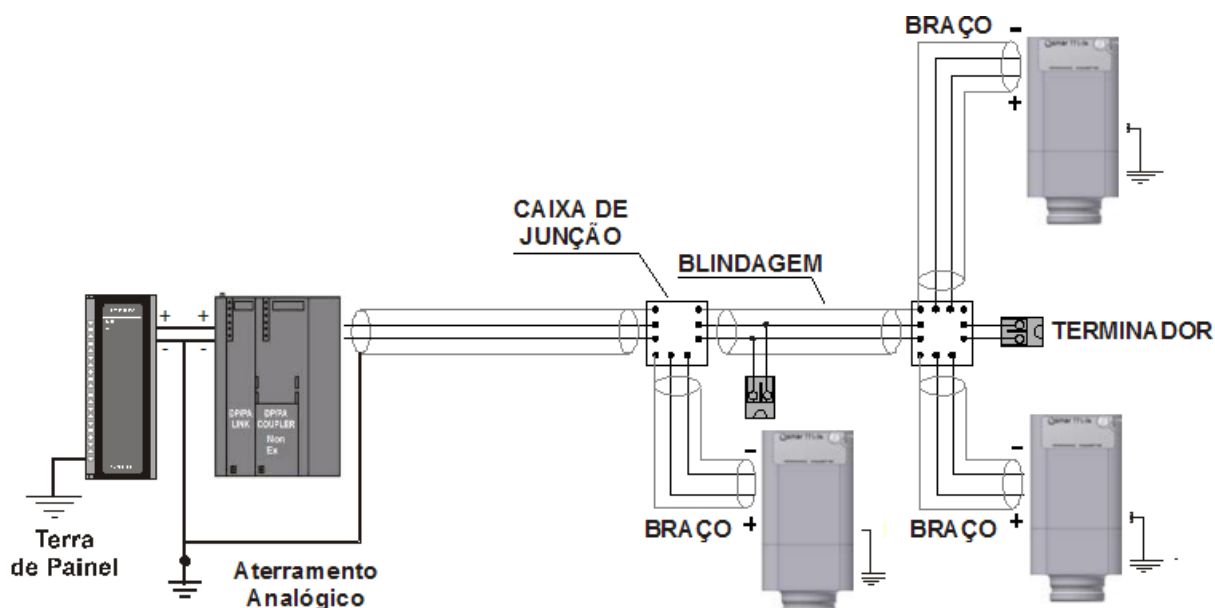 BRAÇO
-
+
CAIXA DE
JUNÇÃO
BLINDAGEM
+
+
-
-
TERMINADOR
DP/PA
LINK
DP/PA
COUPLER
Non
Ex
-
+
BRAÇO
-
+
BRAÇO
Terra
de Painel
Aterramento
Analógico